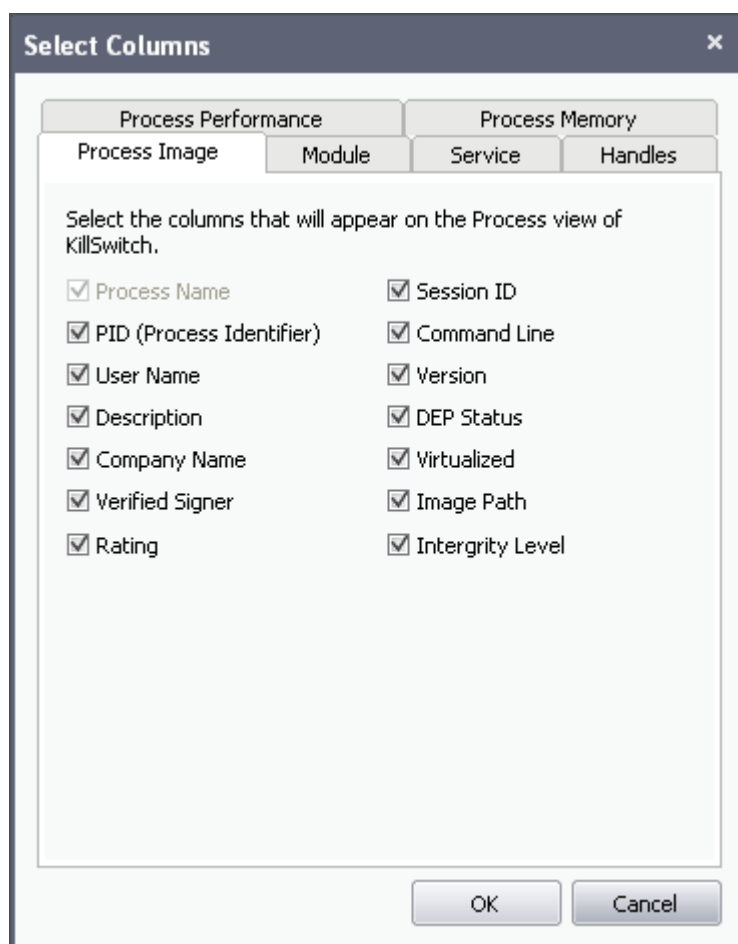 Select Columns
Process Performance
Process Memory
Process Image
Module
Service
Handles
Select the columns that will appear on the Process view of
KillSwitch.
Process Name
PID (Process Identifier)
User Name
Description
Company Name
Verified Signer
Rating
Session ID
Command Line
Version
DEP Status
Virtualized
Image Path
Intergrity Level
OK
Cancel